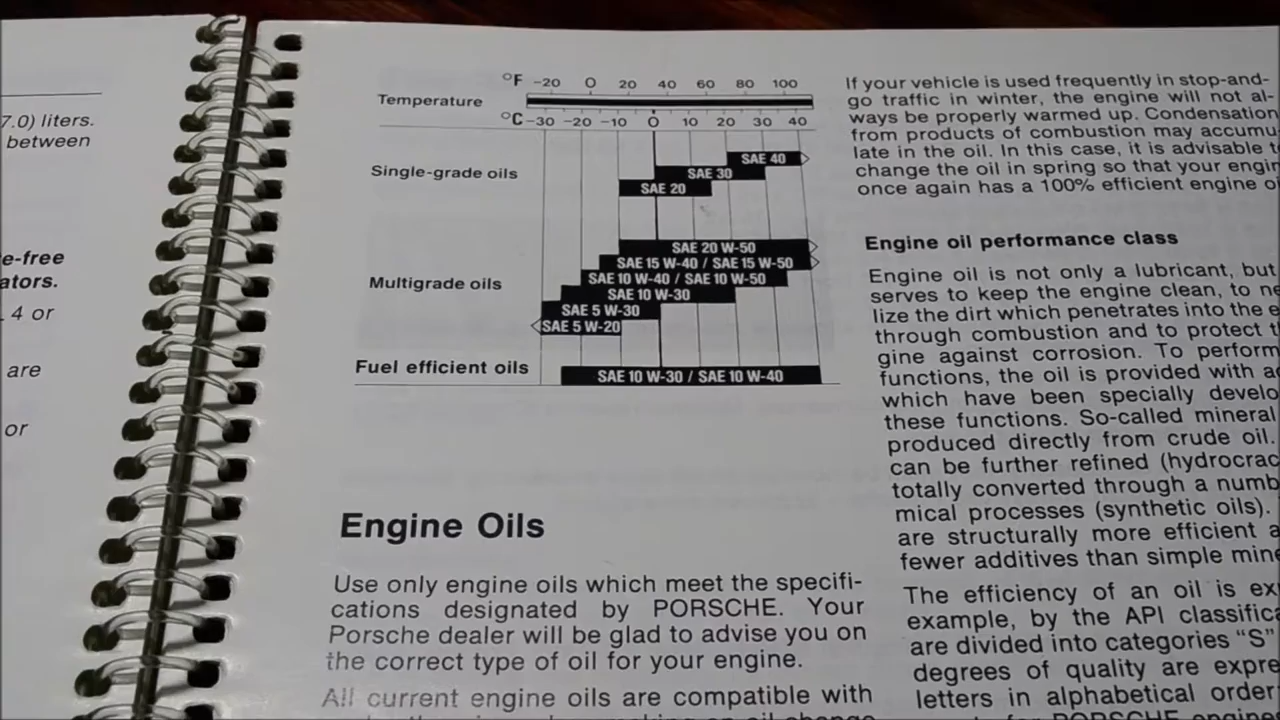 7.0) liters.
between
e-free
ators.
4 or
are
or
°F −20 0 20 40 60 80 100
Temperature
°C −30 −20 −10 0 10 20 30 40
Single-grade oils
SAE 40
SAE 30
SAE 20
Multigrade oils
SAE 20 W-50
SAE 15 W-40 / SAE 15 W-50
SAE 10 W-40 / SAE 10 W-50
SAE 10 W-30
SAE 5 W-30
SAE 5 W-20
Fuel efficient oils
SAE 10 W-30 / SAE 10 W-40
Engine Oils
Use only engine oils which meet the specifi-
cations designated by PORSCHE. Your
Porsche dealer will be glad to advise you on
the correct type of oil for your engine.
All current engine oils are compatible with
If your vehicle is used frequently in stop-and-
go traffic in winter, the engine will not al-
ways be properly warmed up. Condensation
from products of combustion may accumu
late in the oil. In this case, it is advisable t
change the oil in spring so that your engin
once again has a 100% efficient engine oi
Engine oil performance class
Engine oil is not only a lubricant, but
serves to keep the engine clean, to ne
lize the dirt which penetrates into the e
through combustion and to protect t
gine against corrosion. To perform
functions, the oil is provided with ad
which have been specially develo
these functions. So-called mineral
produced directly from crude oil.
can be further refined (hydrocrac
totally converted through a numb
mical processes (synthetic oils).
are structurally more efficient a
fewer additives than simple mine
The efficiency of an oil is ex
example, by the API classifica
are divided into categories "S"
degrees of quality are expre
letters in alphabetical order